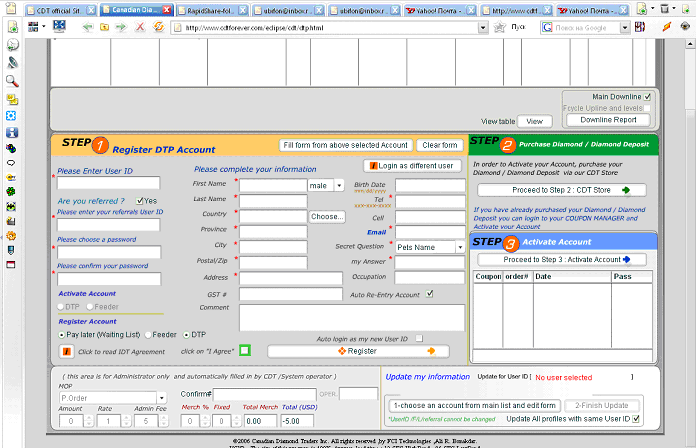 CDT official Sit.
Canadian Dia...
RapidShare-fol..
ubifon@inbox.r..
ubifon@inbox.r..
Yahoo! Почта - ..
http://www.cdtf..
Yahoo! Почта - ..
http://www.cdtforever.com/eclipse/cdt/dtp.html
Пуск
Поиск на Google
Main Downline
Fcycle Upline and levels
View table
View
Downline Report
STEP 1 Register DTP Account
Fill form from above selected Account
Clear form
STEP 2 Purchase Diamond / Diamond Deposit
Login as different user
In order to Activate your Account, purchase your
Diamond / Diamond Deposit via our CDT Store
Proceed to Step 2 : CDT Store
If you have already purchased your Diamond / Diamond
Deposit you can login to your COUPON MANAGER and
Activate your Account
Please Enter User ID
Are you referred ?
Yes
Please enter your referrals User ID
Please choose a password
Please confirm your password
Activate Account
DTP
Feeder
Register Account
Pay later (Waiting List)
Feeder
DTP
Click to read IDT Agreement
Please complete your information
First Name
male
Last Name
Country
Choose...
Province
City
Postal/Zip
Address
GST #
Comment
Birth Date
mm/dd/yyyy
Tel
xxx-xxx-xxxx
Cell
Email
Secret Question
Pets Name
my Answer
Occupation
Auto Re-Entry Account
Auto login as my new User ID
click on "I Agree"
Register
STEP 3 Activate Account
Proceed to Step 3 : Activate Account
Coupon
order#
Date
Pass
( this area is for Administrator only and automatically filled in by CDT /System operator )
MOP
P.Order
Confirm#
OPER.
Amount
Rate
Admin Fee
Merch %
Fixed
Total Merch
Total (USD)
0
1
5
0
0
0.00
-5.00
Update my information
Update for User ID [
No user selected
]
1-choose an account from main list and edit form
2-Finish Update
*UserID #/L/referral cannot be changed
Update All profiles with same User ID
©2006 Canadian Diamond Traders Inc. All rights reserved. by FCI Technologies ,Ali R. Bemakdar.